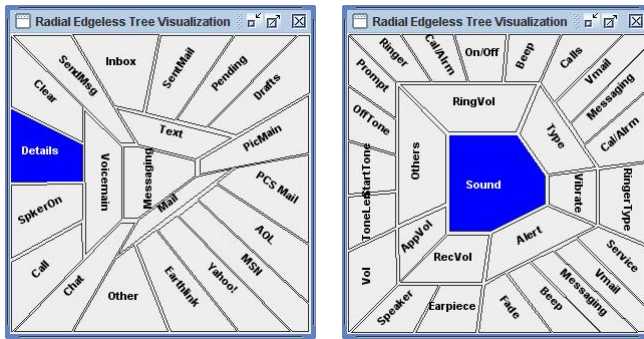 Radial Edgeless Tree Visualization
Inbox
SentMail
Pending
Drafts
SendMsg
Clear
Text
PicMain
Details
Voicemain
Messaging
Mail
PCS Mail
SpkerOn
AOL
MSN
Call
Chat
Yahoo!
Earthlink
Other
Radial Edgeless Tree Visualization
Ringer
Cal/Alrm
On/Off
Beep
Calls
Vmail
Messaging
Cal/Alrm
Prompt
OffTone
RingVol
Type
Others
StartTone
ToneLen
Sound
Vibrate
RingerType
AppVol
Alert
RecVol
Vol
Service
Vmail
Messaging
Beep
Fade
Earpiece
Speaker